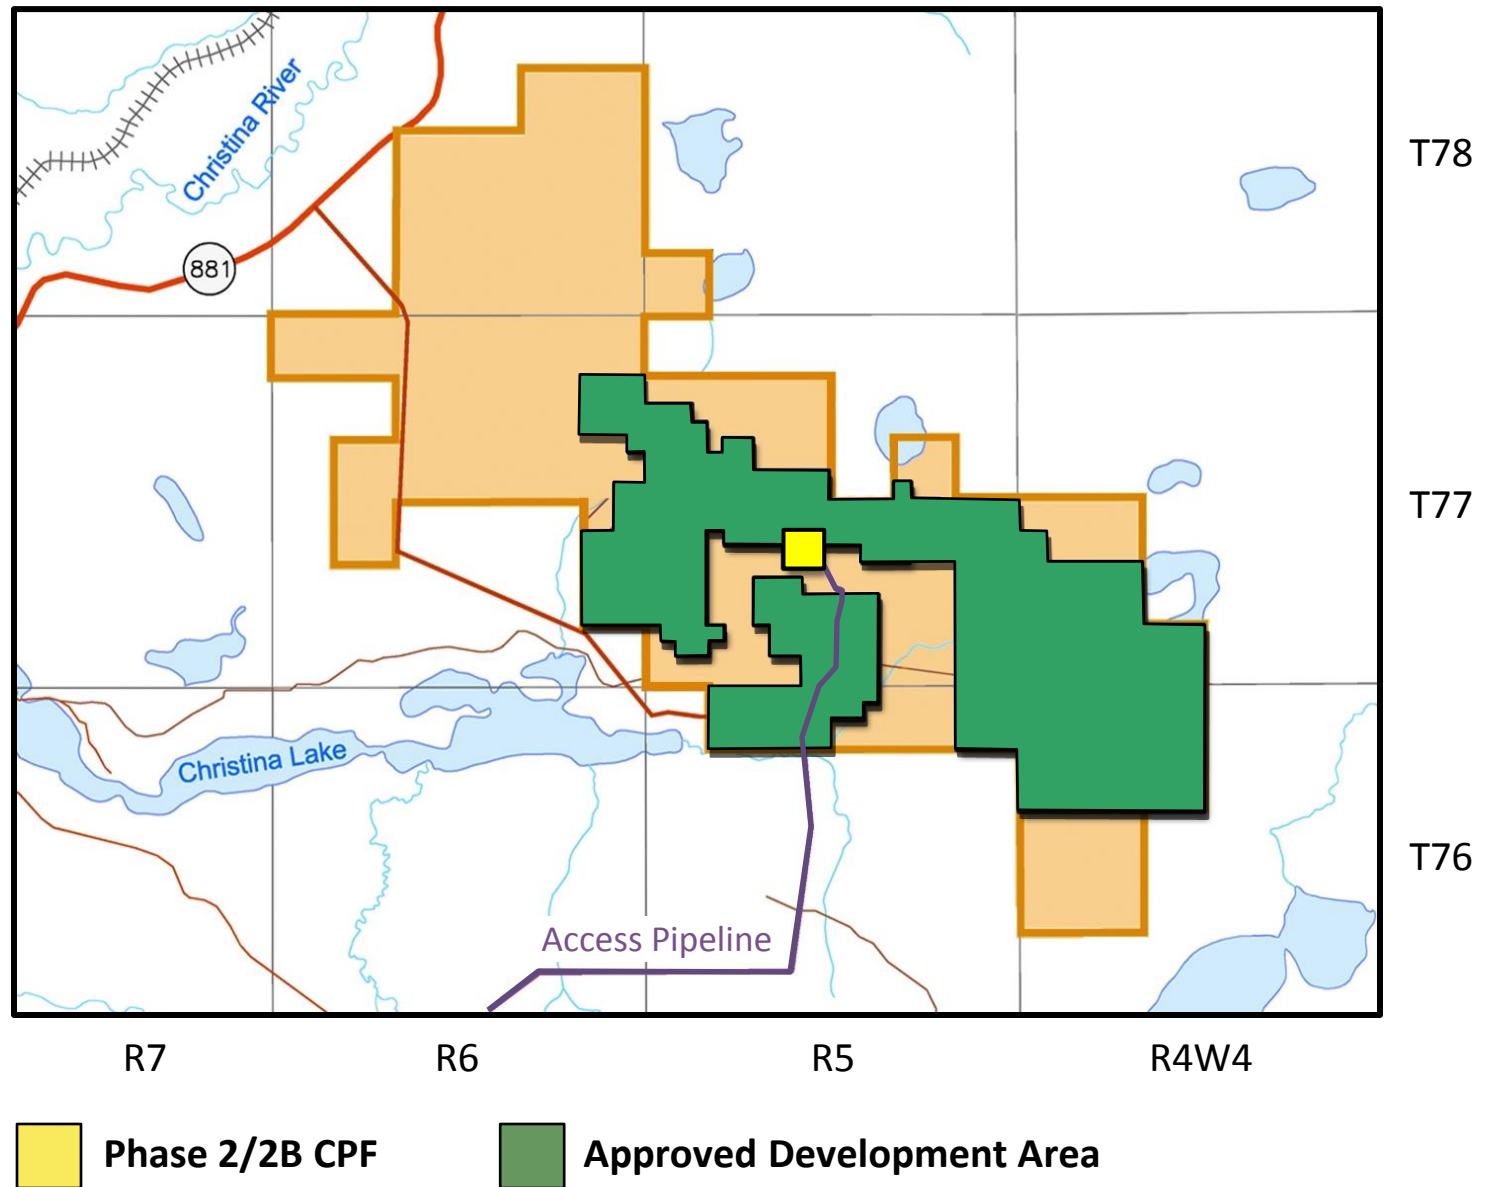 Christina River
T78
881
T77
Christina Lake
T76
Access Pipeline
R7 R6 R5 R4W4
Phase 2/2B CPF Approved Development Area